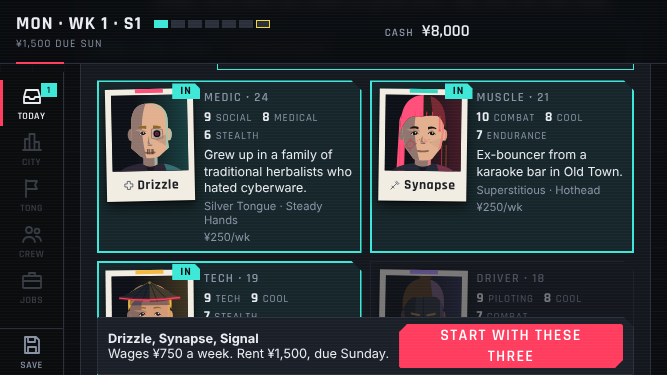 MON · WK 1 · S1
¥1,500 DUE SUN
CASH ¥8,000
1
TODAY
CITY
TONG
CREW
JOBS
SAVE
IN
MEDIC · 24
9 SOCIAL 8 MEDICAL
6 STEALTH
Grew up in a family of
traditional herbalists who
hated cyberware.
Silver Tongue · Steady
Hands
¥250/wk
Drizzle
IN
MUSCLE · 21
10 COMBAT 8 COOL
7 ENDURANCE
Ex-bouncer from a
karaoke bar in Old Town.
Superstitious · Hothead
¥250/wk
Synapse
IN
TECH · 19
9 TECH 9 COOL
7 STEALTH
DRIVER · 18
9 PILOTING 8 COOL
7 COMBAT
Drizzle, Synapse, Signal
Wages ¥750 a week. Rent ¥1,500, due Sunday.
START WITH THESE
THREE